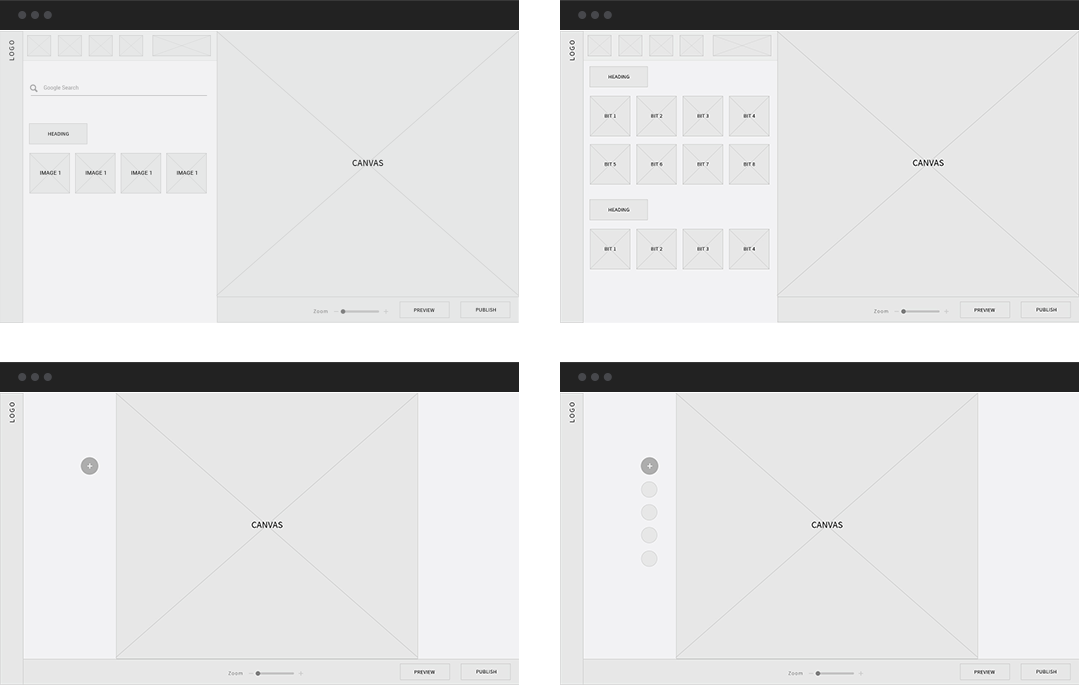 LOGO
Google Search
HEADING
IMAGE 1 IMAGE 1 IMAGE 1 IMAGE 1
CANVAS
Zoom − + PREVIEW PUBLISH
LOGO
HEADING
BIT 1 BIT 2 BIT 3 BIT 4
BIT 5 BIT 6 BIT 7 BIT 8
HEADING
BIT 1 BIT 2 BIT 3 BIT 4
CANVAS
Zoom − + PREVIEW PUBLISH
LOGO
+
CANVAS
Zoom − + PREVIEW PUBLISH
LOGO
+
CANVAS
Zoom − + PREVIEW PUBLISH